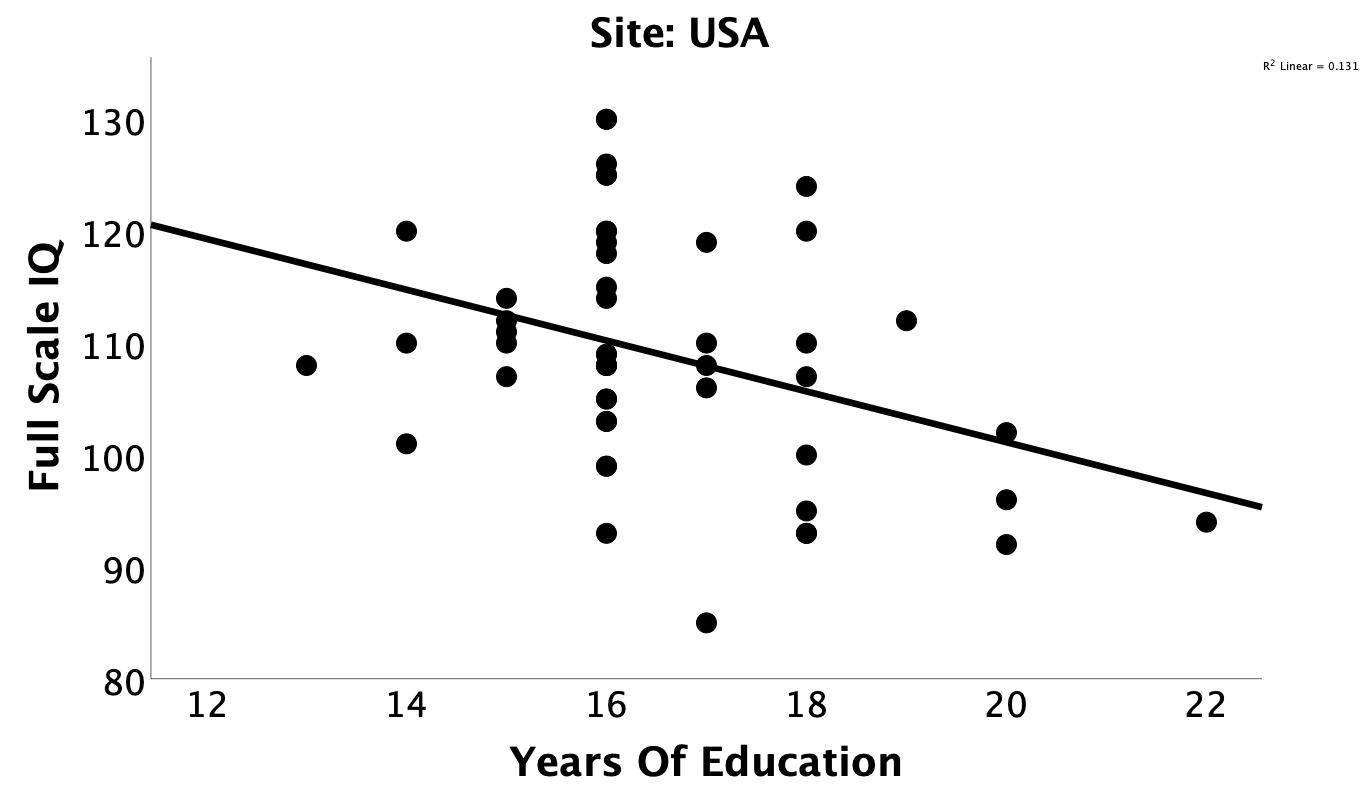 Site: USA
R² Linear = 0.131
130
120
110
100
90
80
Full Scale IQ
12 14 16 18 20 22
Years Of Education